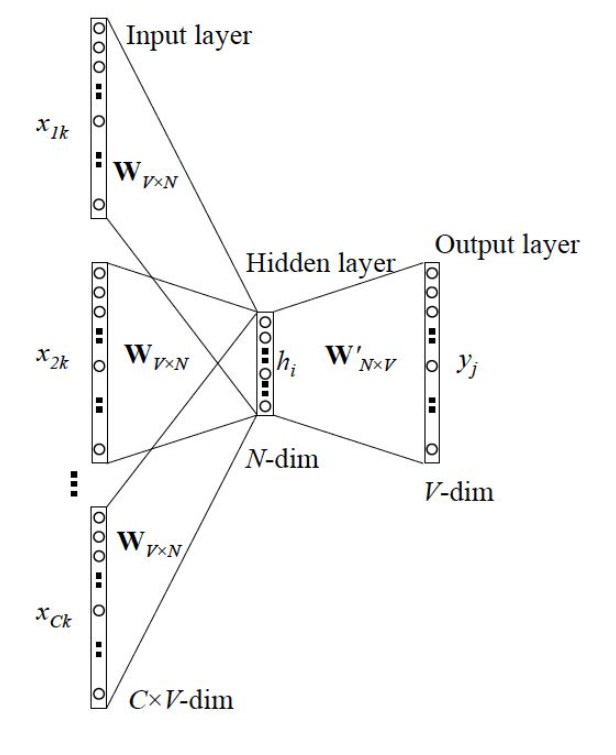 Input layer
x1k
WV×N
Hidden layer
Output layer
x2k
WV×N
hi
W'N×V
yj
N-dim
V-dim
WV×N
xCk
C×V-dim